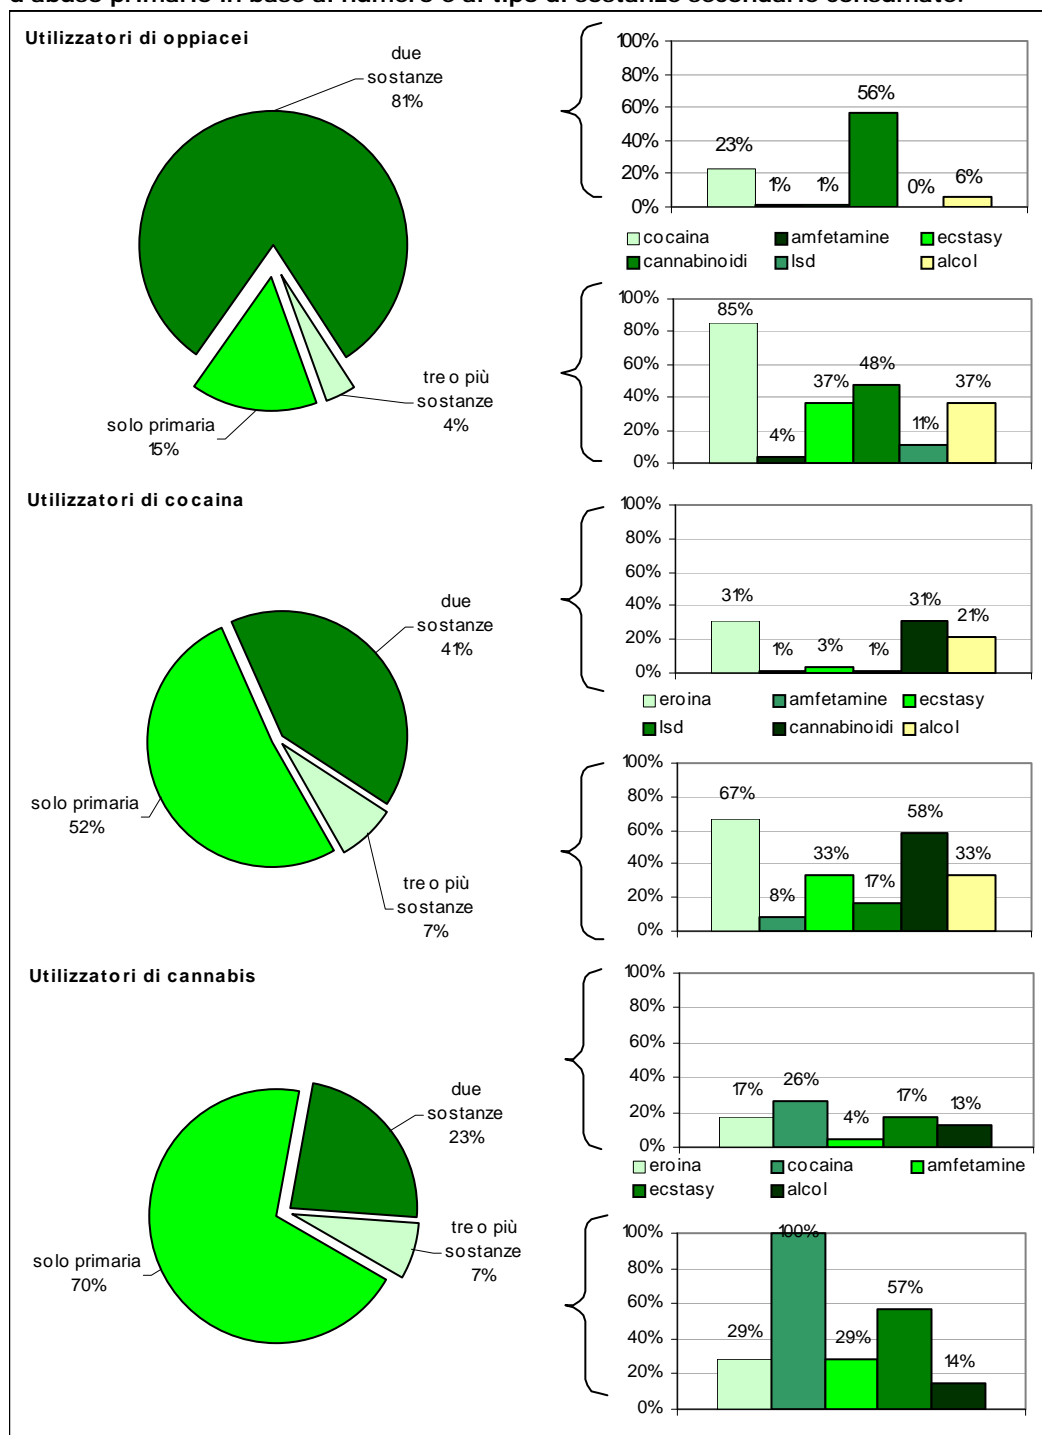 d'abuso primario in base al numero e al tipo di sostanze secondarie consumate.
Utilizzatori di oppiacei
due
sostanze
81%
solo primaria
15%
tre o più
sostanze
4%
100%
80%
60%
40%
20%
0%
23%
1%
1%
56%
0%
6%
cocaina
amfetamine
ecstasy
cannabinoidi
lsd
alcol
100%
80%
60%
40%
20%
0%
85%
4%
37%
48%
11%
37%
Utilizzatori di cocaina
due
sostanze
41%
solo primaria
52%
tre o più
sostanze
7%
100%
80%
60%
40%
20%
0%
31%
1%
3%
1%
31%
21%
eroina
amfetamine
ecstasy
lsd
cannabinoidi
alcol
100%
80%
60%
40%
20%
0%
67%
8%
33%
17%
58%
33%
Utilizzatori di cannabis
due
sostanze
23%
solo primaria
70%
tre o più
sostanze
7%
100%
80%
60%
40%
20%
0%
17%
26%
4%
17%
13%
eroina
cocaina
amfetamine
ecstasy
alcol
100%
80%
60%
40%
20%
0%
29%
100%
29%
57%
14%